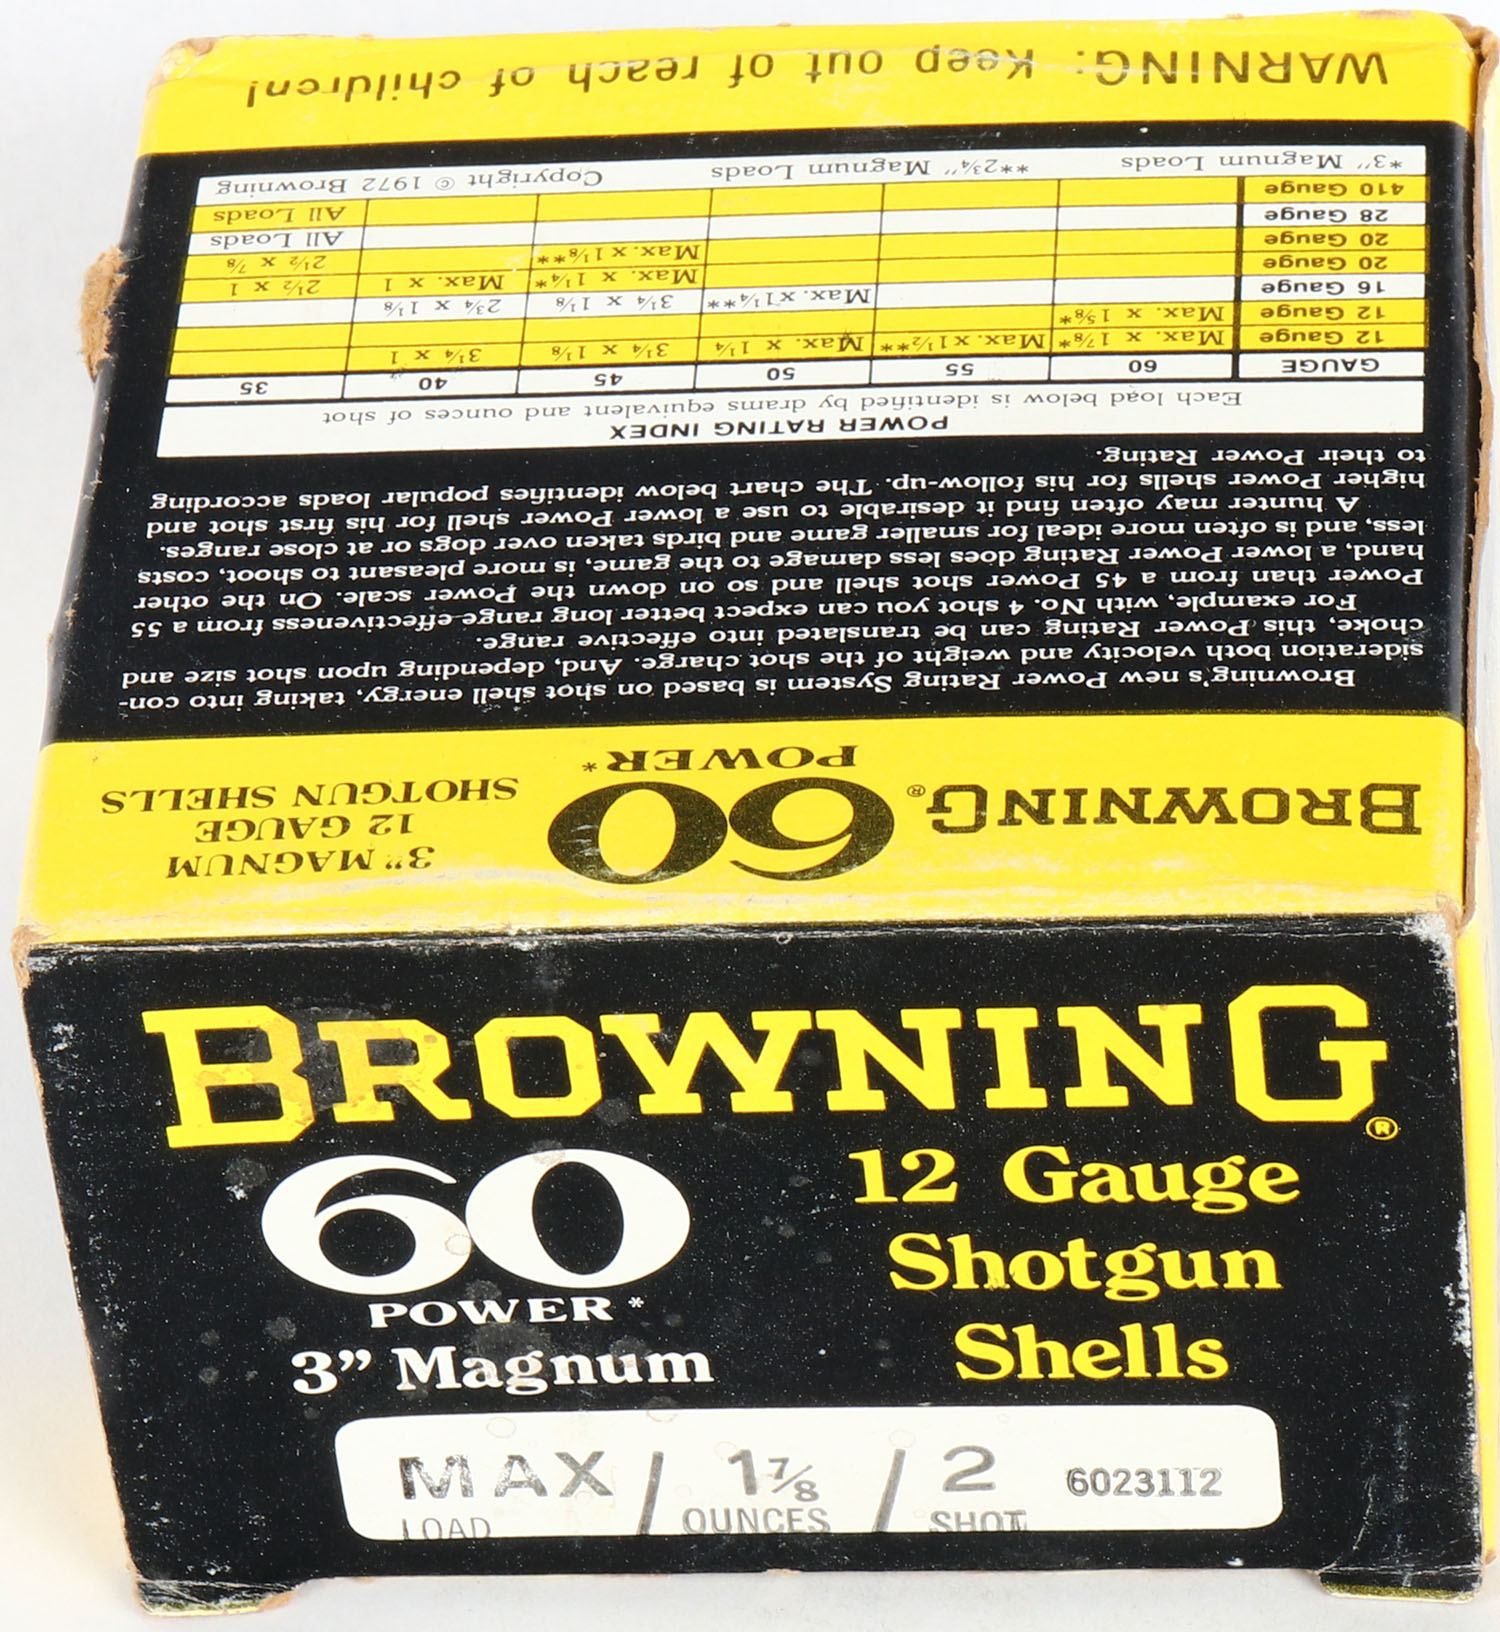 BROWNING®
60
POWER*
3” Magnum
12 Gauge
Shotgun
Shells
MAX / 1⅞ / 2 6023112
LOAD OUNCES SHOT
BROWNING®
60
POWER*
3” MAGNUM
12 GAUGE
SHOTGUN SHELLS
Browning's new Power Rating System is based on shot shell energy, taking into con-
sideration both velocity and weight of the shot charge. And, depending upon shot size and
choke, this Power Rating can be translated into effective range.
For example, with No. 4 shot you can expect better long range effectiveness from a 55
Power than from a 45 Power shot shell and so on down the Power scale. On the other
hand, a lower Power Rating does less damage to the game, is more pleasant to shoot, costs
less, and is often more ideal for smaller game and birds taken over dogs or at close ranges.
A hunter may often find it desirable to use a lower Power shell for his first shot and
higher Power shells for his follow-up. The chart below identifies popular loads according
to their Power Rating.
POWER RATING INDEX
Each load below is identified by drams equivalent and ounces of shot
GAUGE 60 55 50 45 40 35
12 Gauge Max. x 1⅞* Max.x1½** Max. x 1¼ 3¼ x 1⅛ 3¼ x 1
12 Gauge Max. x 1⅝*
16 Gauge Max.x1¼** 3¼ x 1⅛ 2¾ x 1⅛
20 Gauge Max. x 1¼* Max. x 1 2½ x 1
20 Gauge Max.x 1⅛** 2½ x ⅞
28 Gauge All Loads
410 Gauge All Loads
*3” Magnum Loads **2¾” Magnum Loads Copyright © 1972 Browning
WARNING: Keep out of reach of children!